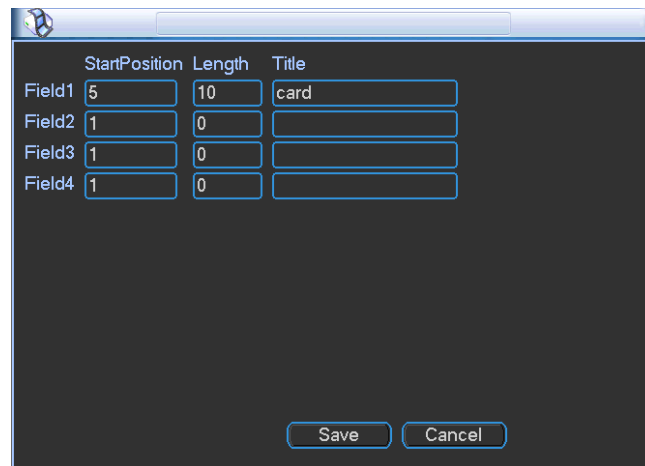 StartPosition Length Title
Field1 5 10 card
Field2 1 0
Field3 1 0
Field4 1 0
Save Cancel